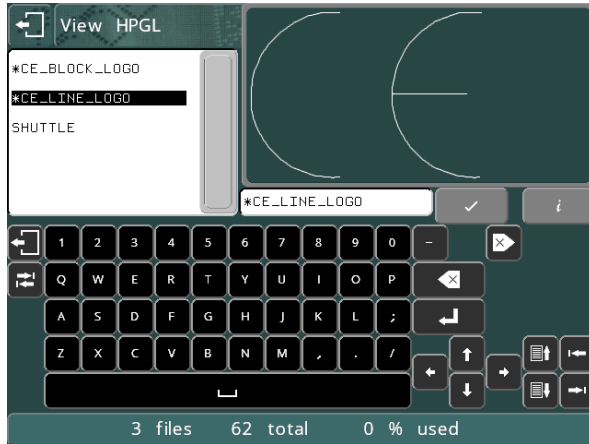 View HPGL
*CE_BLOCK_LOGO
*CE_LINE_LOGO
SHUTTLE
*CE_LINE_LOGO
i
1 2 3 4 5 6 7 8 9 0 -
Q W E R T Y U I O P
A S D F G H J K L ;
Z X C V B N M , . /
3 files 62 total 0 % used